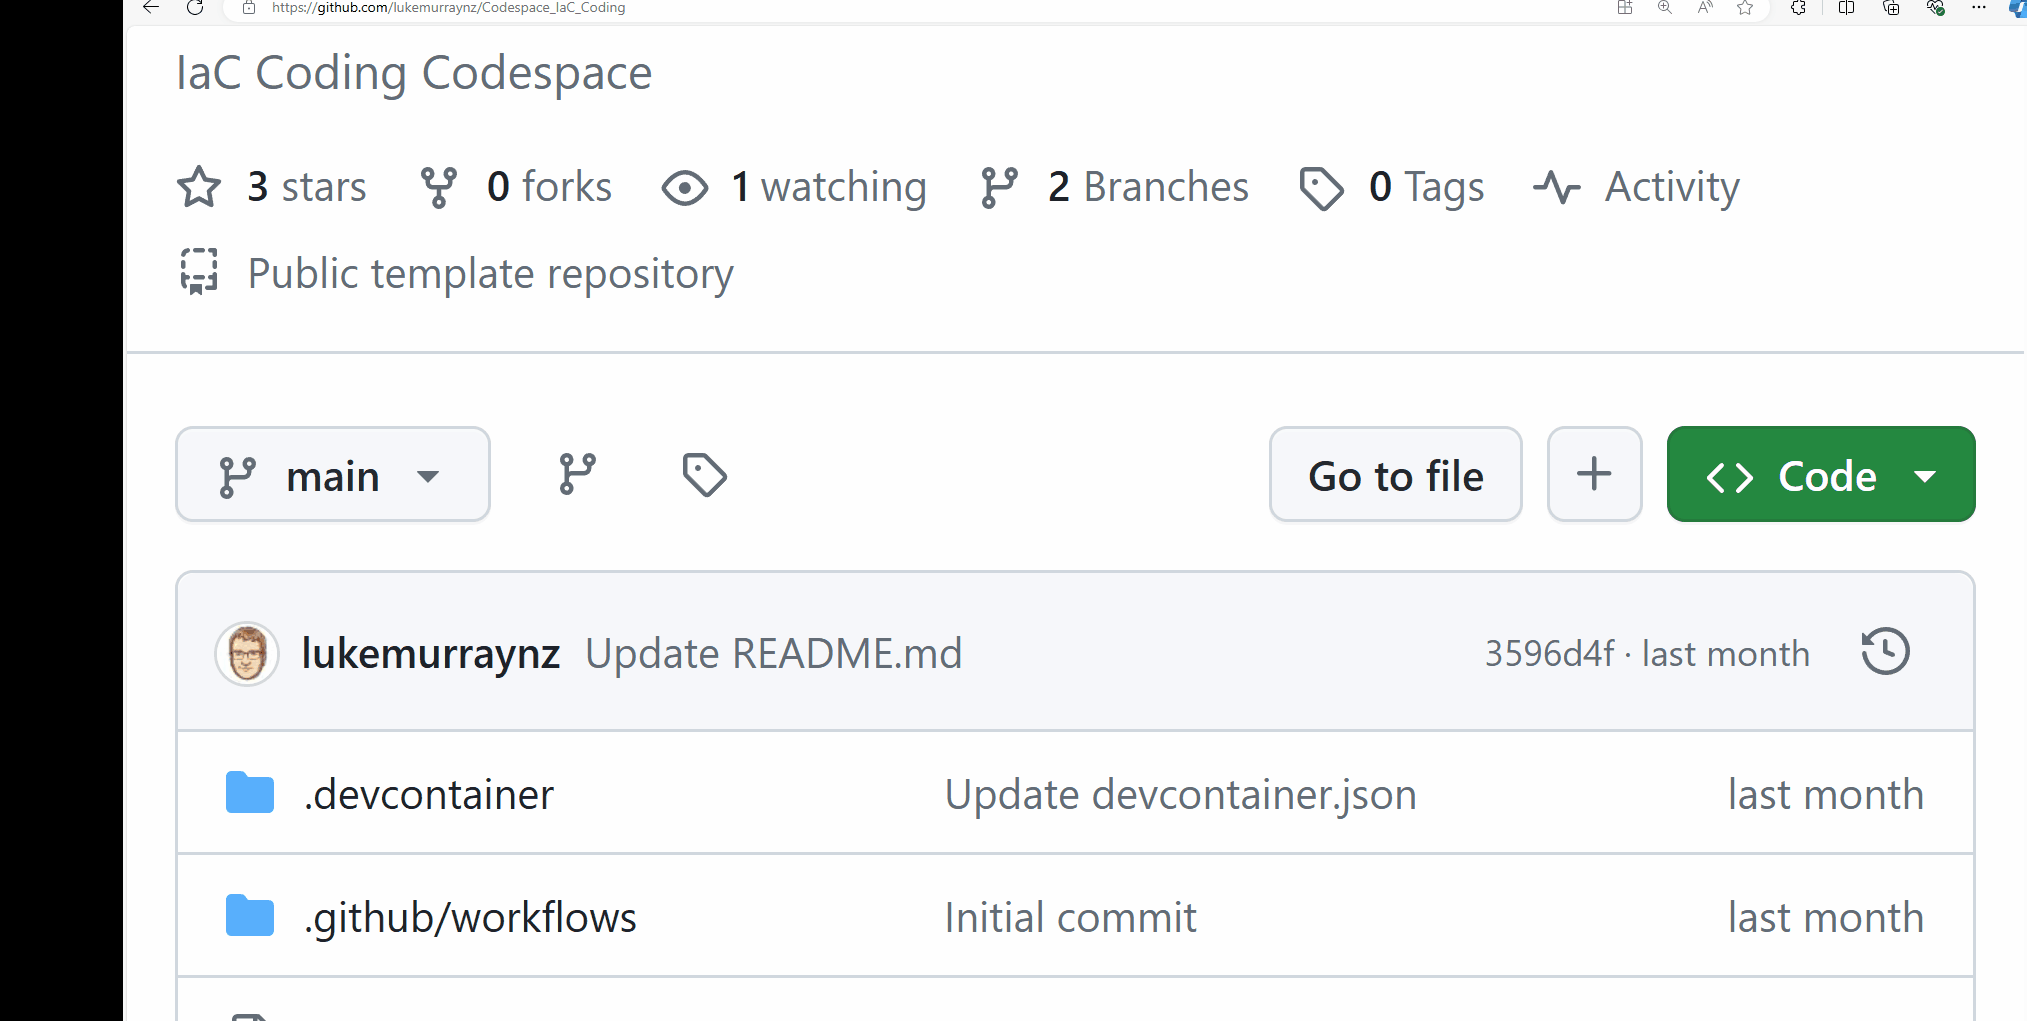 https://github.com/lukemurraynz/Codespace_IaC_Coding
IaC Coding Codespace
3 stars 0 forks 1 watching 2 Branches 0 Tags Activity
Public template repository
main Go to file Code
lukemurraynz Update README.md 3596d4f · last month
.devcontainer Update devcontainer.json last month
.github/workflows Initial commit last month